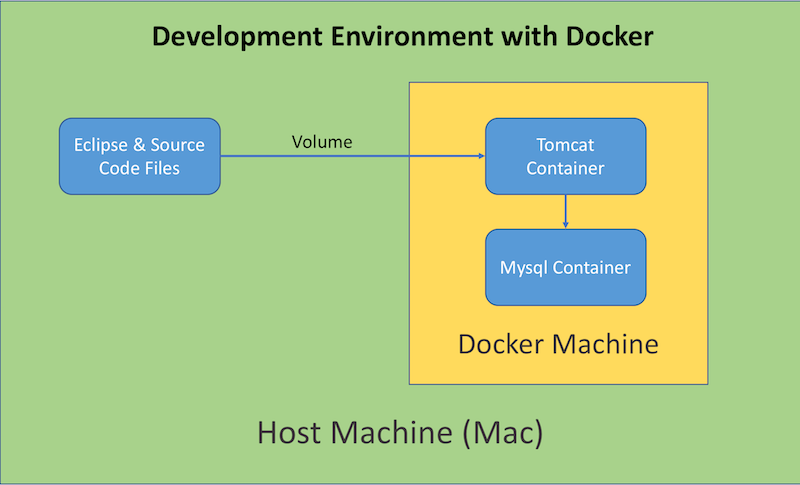 Development Environment with Docker
Eclipse & Source
Code Files
Volume
Tomcat
Container
Mysql Container
Docker Machine
Host Machine (Mac)